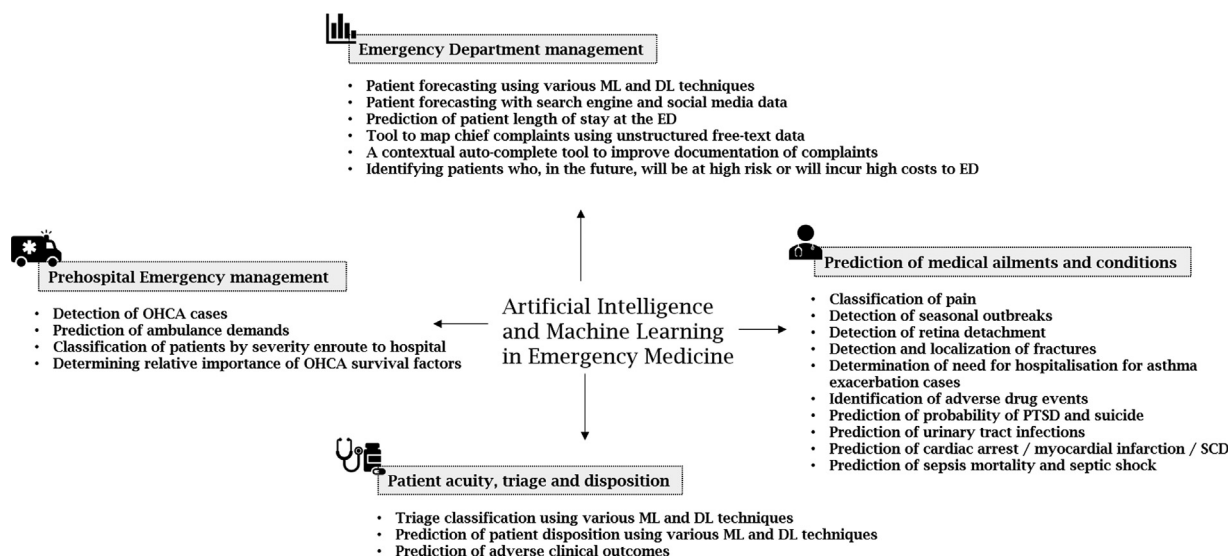 Emergency Department management
• Patient forecasting using various ML and DL techniques
• Patient forecasting with search engine and social media data
• Prediction of patient length of stay at the ED
• Tool to map chief complaints using unstructured free-text data
• A contextual auto-complete tool to improve documentation of complaints
• Identifying patients who, in the future, will be at high risk or will incur high costs to ED
Prehospital Emergency management
• Detection of OHCA cases
• Prediction of ambulance demands
• Classification of patients by severity enroute to hospital
• Determining relative importance of OHCA survival factors
Artificial Intelligence
and Machine Learning
in Emergency Medicine
Prediction of medical ailments and conditions
• Classification of pain
• Detection of seasonal outbreaks
• Detection of retina detachment
• Detection and localization of fractures
• Determination of need for hospitalisation for asthma
exacerbation cases
• Identification of adverse drug events
• Prediction of probability of PTSD and suicide
• Prediction of urinary tract infections
• Prediction of cardiac arrest / myocardial infarction / SCD
• Prediction of sepsis mortality and septic shock
Patient acuity, triage and disposition
• Triage classification using various ML and DL techniques
• Prediction of patient disposition using various ML and DL techniques
• Prediction of adverse clinical outcomes